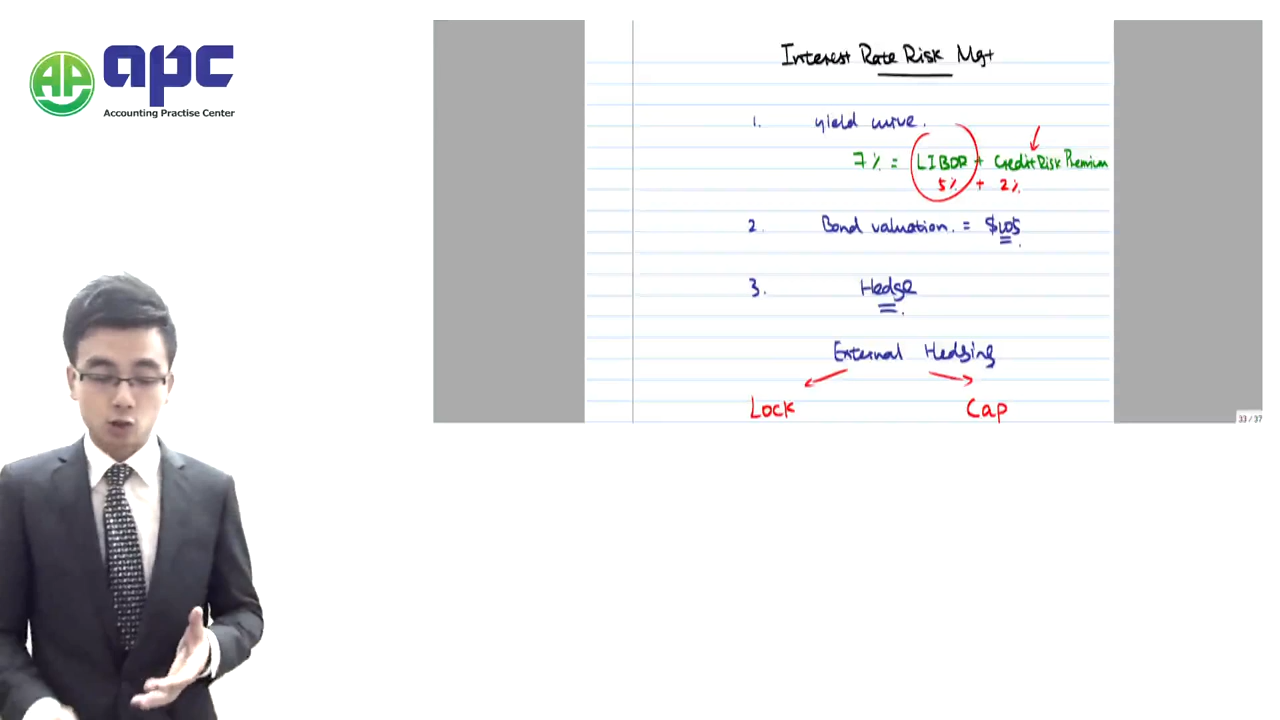 AP
apc
Accounting Practise Center
Interest Rate Risk Mgt
1. yield curve.
7% = LIBOR + Credit Risk Premium
5% + 2%
2. Bond valuation. = $105
3. Hedge
External Hedging
Lock Cap
33 / 37